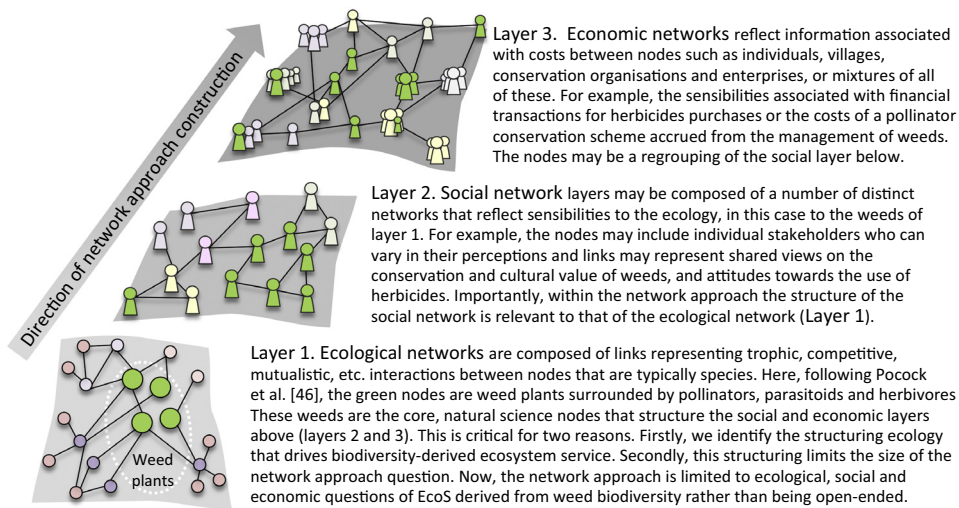 Direction of network approach construction
Layer 3. Economic networks reflect information associated
with costs between nodes such as individuals, villages,
conservation organisations and enterprises, or mixtures of all
of these. For example, the sensibilities associated with financial
transactions for herbicides purchases or the costs of a pollinator
conservation scheme accrued from the management of weeds.
The nodes may be a regrouping of the social layer below.
Layer 2. Social network layers may be composed of a number of distinct
networks that reflect sensibilities to the ecology, in this case to the weeds of
layer 1. For example, the nodes may include individual stakeholders who can
vary in their perceptions and links may represent shared views on the
conservation and cultural value of weeds, and attitudes towards the use of
herbicides. Importantly, within the network approach the structure of the
social network is relevant to that of the ecological network (Layer 1).
Layer 1. Ecological networks are composed of links representing trophic, competitive,
mutualistic, etc. interactions between nodes that are typically species. Here, following Pocock
et al. [46], the green nodes are weed plants surrounded by pollinators, parasitoids and herbivores
These weeds are the core, natural science nodes that structure the social and economic layers
above (layers 2 and 3). This is critical for two reasons. Firstly, we identify the structuring ecology
that drives biodiversity-derived ecosystem service. Secondly, this structuring limits the size of the
network approach question. Now, the network approach is limited to ecological, social and
economic questions of EcoS derived from weed biodiversity rather than being open-ended.
Weed
plants